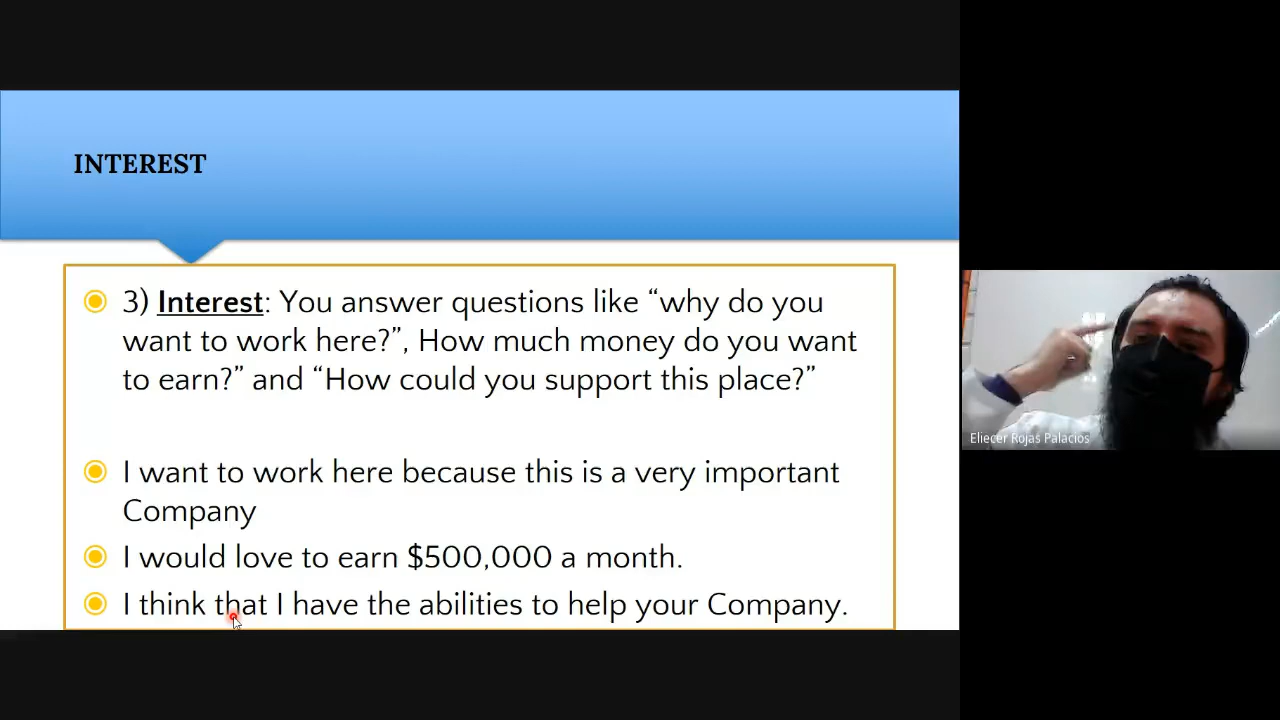 INTEREST
3) Interest: You answer questions like “why do you
want to work here?”, How much money do you want
to earn?” and “How could you support this place?”
I want to work here because this is a very important
Company
I would love to earn $500,000 a month.
I think that I have the abilities to help your Company.
Eliecer Rojas Palacios